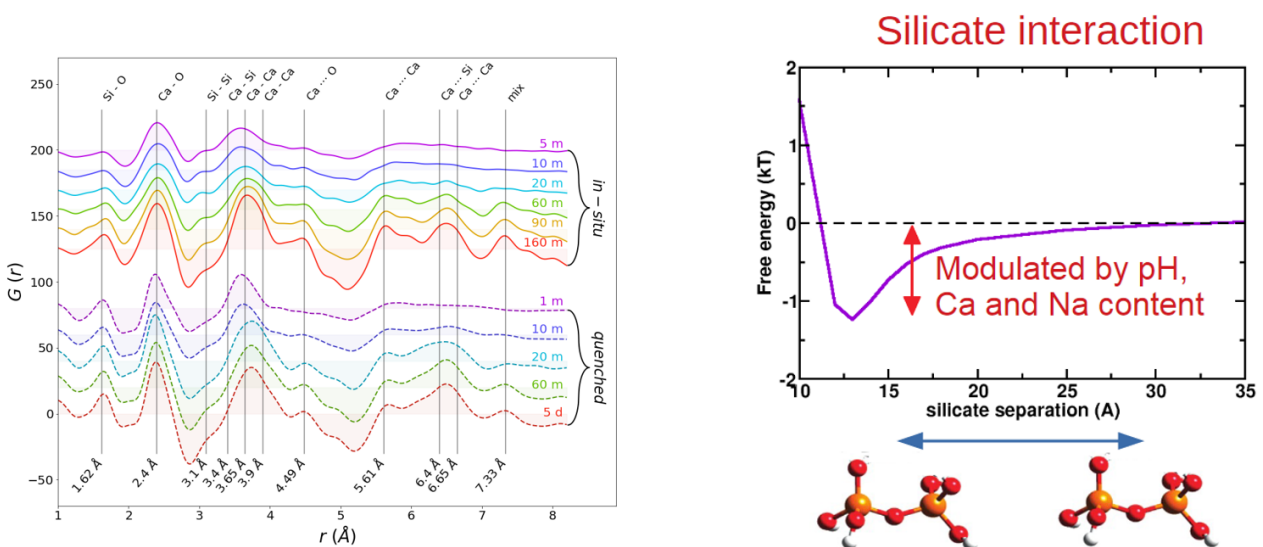 Si - O
Ca - O
Si - Si
Ca - Si
Ca - Ca
Ca - Ca
Ca ··· O
Ca ··· Ca
Ca ··· Si
Ca ··· Ca
mix
250
200
150
100
50
0
−50
G (r)
5 m
10 m
20 m
60 m
90 m
160 m
in − situ
1 m
10 m
20 m
60 m
5 d
quenched
1.62 Å
2.4 Å
3.1 Å
3.4 Å
3.65 Å
3.9 Å
4.49 Å
5.61 Å
6.4 Å
6.65 Å
7.33 Å
1 2 3 4 5 6 7 8
r (Å)
Silicate interaction
2
1
0
-1
-2
Free energy (kT)
Modulated by pH,
Ca and Na content
10 15 20 25 30 35
silicate separation (A)